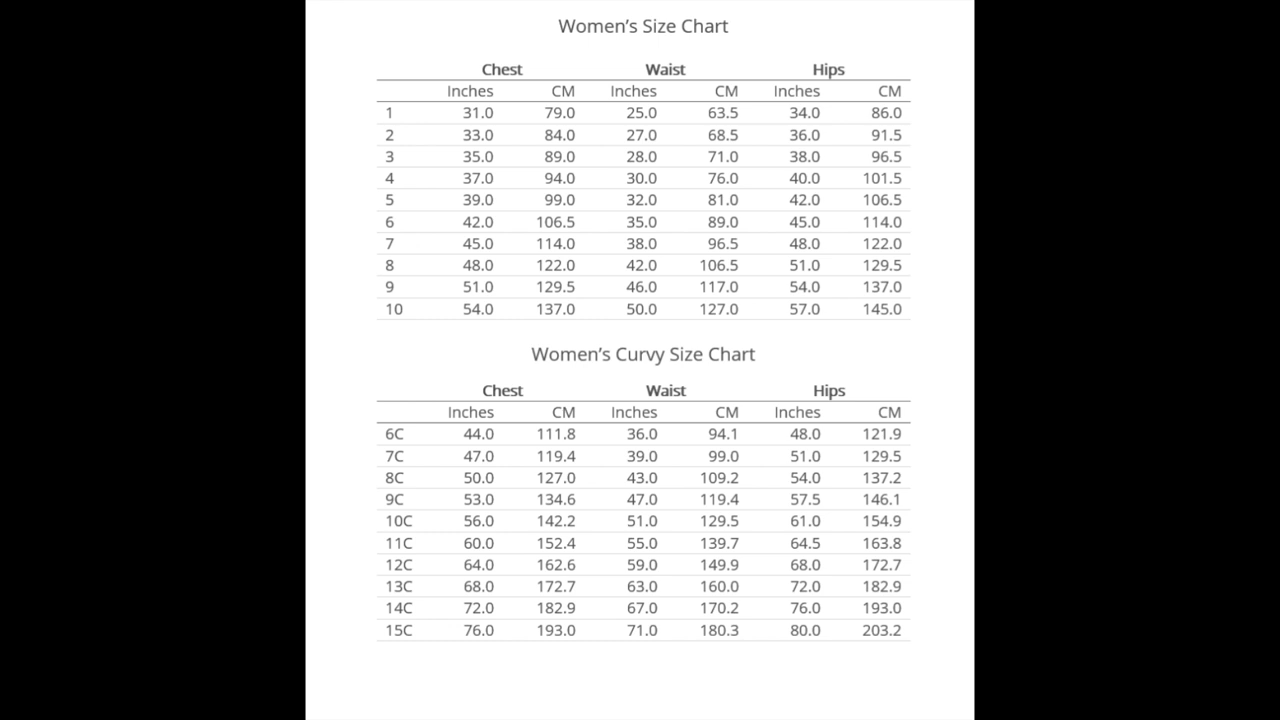 Women’s Size Chart
Chest Waist Hips
Inches CM Inches CM Inches CM
1 31.0 79.0 25.0 63.5 34.0 86.0
2 33.0 84.0 27.0 68.5 36.0 91.5
3 35.0 89.0 28.0 71.0 38.0 96.5
4 37.0 94.0 30.0 76.0 40.0 101.5
5 39.0 99.0 32.0 81.0 42.0 106.5
6 42.0 106.5 35.0 89.0 45.0 114.0
7 45.0 114.0 38.0 96.5 48.0 122.0
8 48.0 122.0 42.0 106.5 51.0 129.5
9 51.0 129.5 46.0 117.0 54.0 137.0
10 54.0 137.0 50.0 127.0 57.0 145.0
Women’s Curvy Size Chart
Chest Waist Hips
Inches CM Inches CM Inches CM
6C 44.0 111.8 36.0 94.1 48.0 121.9
7C 47.0 119.4 39.0 99.0 51.0 129.5
8C 50.0 127.0 43.0 109.2 54.0 137.2
9C 53.0 134.6 47.0 119.4 57.5 146.1
10C 56.0 142.2 51.0 129.5 61.0 154.9
11C 60.0 152.4 55.0 139.7 64.5 163.8
12C 64.0 162.6 59.0 149.9 68.0 172.7
13C 68.0 172.7 63.0 160.0 72.0 182.9
14C 72.0 182.9 67.0 170.2 76.0 193.0
15C 76.0 193.0 71.0 180.3 80.0 203.2